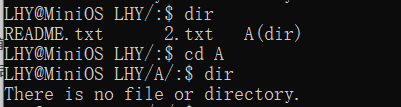 LHY@MiniOS LHY/:$ dir
README.txt 2.txt A(dir)
LHY@MiniOS LHY/:$ cd A
LHY@MiniOS LHY/A/:$ dir
There is no file or directory.